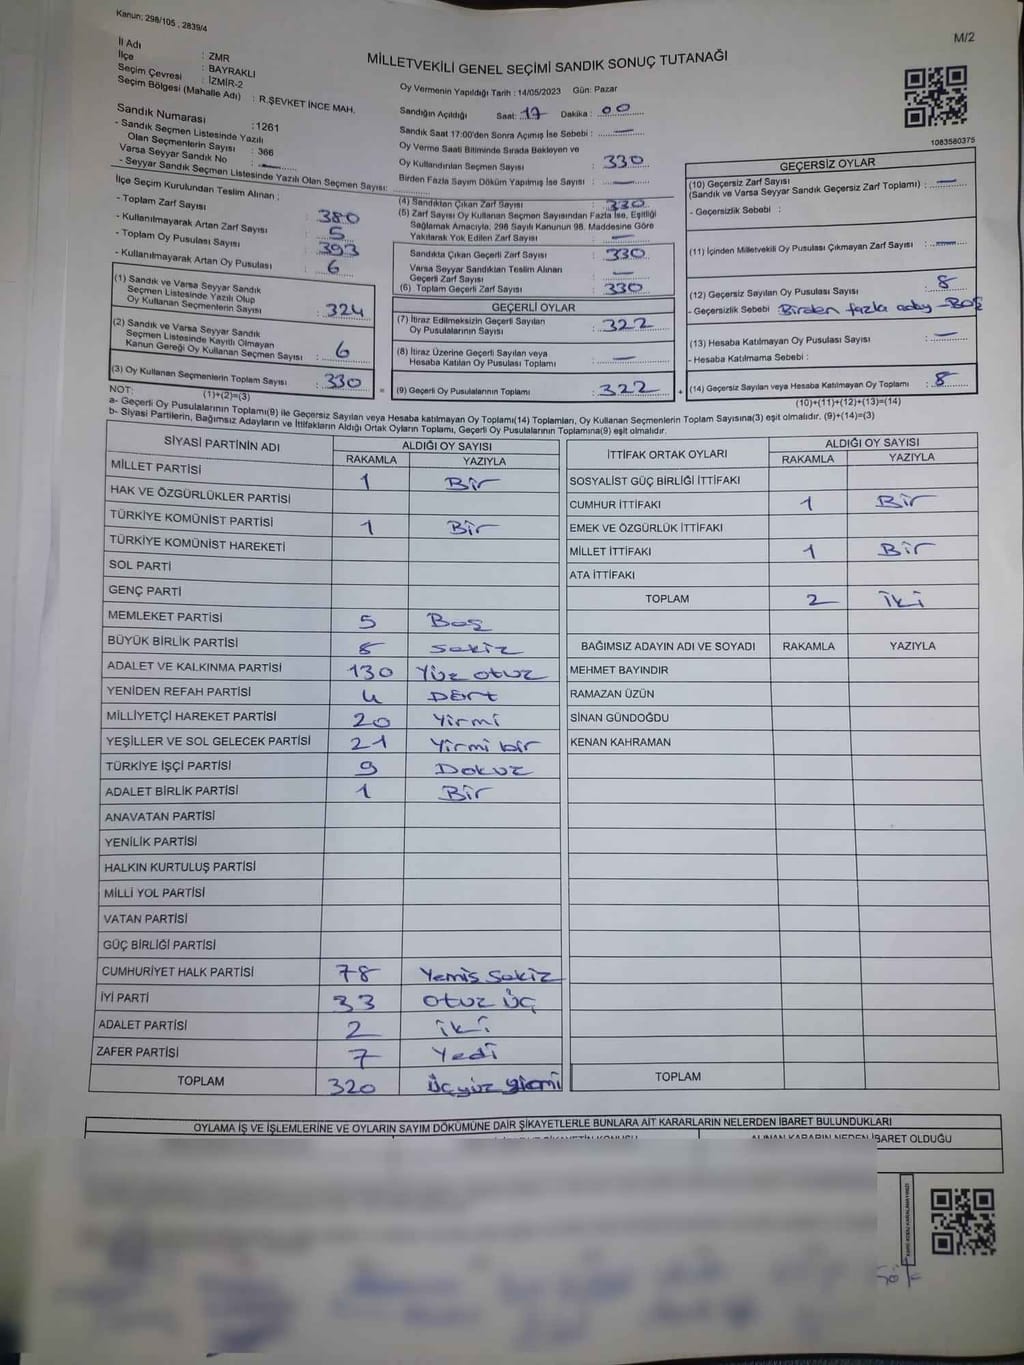 Kanun; 298/105 , 2839/4
M/2
MİLLETVEKİLİ GENEL SEÇİMİ SANDIK SONUÇ TUTANAĞI
İl Adı : ZMR
İlçe : BAYRAKLI
Seçim Çevresi : İZMİR-2
Seçim Bölgesi (Mahalle Adı) : R.ŞEVKET İNCE MAH.
Sandık Numarası :1261
- Sandık Seçmen Listesinde Yazılı
Olan Seçmenlerin Sayısı : 366
Varsa Seyyar Sandık No : —
- Seyyar Sandık Seçmen Listesinde Yazılı Olan Seçmen Sayısı:
İlçe Seçim Kurulundan Teslim Alınan ;
- Toplam Zarf Sayısı : 380
- Kullanılmayarak Artan Zarf Sayısı : 5
- Toplam Oy Pusulası Sayısı : 393
- Kullanılmayarak Artan Oy Pusulası : 6
(1) Sandık ve Varsa Seyyar Sandık
Seçmen Listesinde Yazılı Olup
Oy Kullanan Seçmenlerin Sayısı : 324
(2) Sandık ve Varsa Seyyar Sandık
Seçmen Listesinde Kayıtlı Olmayan
Kanun Gereği Oy Kullanan Seçmen Sayısı : 6
(3) Oy Kullanan Seçmenlerin Toplam Sayısı : 330
(1)+(2)=(3)
Oy Vermenin Yapıldığı Tarih : 14/05/2023 Gün: Pazar
Sandığın Açıldığı Saat: 17 Dakika : 00
Sandık Saat 17:00'den Sonra Açımış İse Sebebi : —
Oy Verme Saati Bitiminde Sırada Bekleyen ve
Oy Kullandırılan Seçmen Sayısı : 330
Birden Fazla Sayım Döküm Yapılmış İse Sayısı : —
(4) Sandıktan Çıkan Zarf Sayısı : 330
(5) Zarf Sayısı Oy Kullanan Seçmen Sayısından Fazla İse, Eşitliği
Sağlamak Amacıyla, 298 Sayılı Kanunun 98. Maddesine Göre
Yakılarak Yok Edilen Zarf Sayısı : —
Sandıkta Çıkan Geçerli Zarf Sayısı : 330
Varsa Seyyar Sandıktan Teslim Alınan
Geçerli Zarf Sayısı : —
(6) Toplam Geçerli Zarf Sayısı : 330
GEÇERLİ OYLAR
(7) İtiraz Edilmeksizin Geçerli Sayılan
Oy Pusulalarının Sayısı : 322
(8) İtiraz Üzerine Geçerli Sayılan veya
Hesaba Katılan Oy Pusulası Toplamı : —
= (9) Geçerli Oy Pusulalarının Toplamı : 322 +
1083580375
GEÇERSİZ OYLAR
(10) Geçersiz Zarf Sayısı
(Sandık ve Varsa Seyyar Sandık Geçersiz Zarf Toplamı) : —
- Geçersizlik Sebebi :
(11) İçinden Milletvekili Oy Pusulası Çıkmayan Zarf Sayısı : —
(12) Geçersiz Sayılan Oy Pusulası Sayısı : 8
- Geçersizlik Sebebi : Birden fazla aday - Boş
(13) Hesaba Katılmayan Oy Pusulası Sayısı : —
- Hesaba Katılmama Sebebi :
(14) Geçersiz Sayılan veya Hesaba Katılmayan Oy Toplamı : 8
(10)+(11)+(12)+(13)=(14)
NOT:
a- Geçerli Oy Pusulalarının Toplamı(9) ile Geçersiz Sayılan veya Hesaba katılmayan Oy Toplamı(14) Toplamları, Oy Kullanan Seçmenlerin Toplam Sayısına(3) eşit olmalıdır. (9)+(14)=(3)
b- Siyasi Partilerin, Bağımsız Adayların ve İttifakların Aldığı Ortak Oyların Toplamı, Geçerli Oy Pusulalarının Toplamına(9) eşit olmalıdır.
SİYASİ PARTİNİN ADI ALDIĞI OY SAYISI
RAKAMLA YAZIYLA
MİLLET PARTİSİ 1 Bir
HAK VE ÖZGÜRLÜKLER PARTİSİ
TÜRKİYE KOMÜNİST PARTİSİ 1 Bir
TÜRKİYE KOMÜNİST HAREKETİ
SOL PARTİ
GENÇ PARTİ
MEMLEKET PARTİSİ 5 Beş
BÜYÜK BİRLİK PARTİSİ 8 sekiz
ADALET VE KALKINMA PARTİSİ 130 Yüz otuz
YENİDEN REFAH PARTİSİ 4 Dört
MİLLİYETÇİ HAREKET PARTİSİ 20 Yirmi
YEŞİLLER VE SOL GELECEK PARTİSİ 21 Yirmi bir
TÜRKİYE İŞÇİ PARTİSİ 9 Dokuz
ADALET BİRLİK PARTİSİ 1 Bir
ANAVATAN PARTİSİ
YENİLİK PARTİSİ
HALKIN KURTULUŞ PARTİSİ
MİLLİ YOL PARTİSİ
VATAN PARTİSİ
GÜÇ BİRLİĞİ PARTİSİ
CUMHURİYET HALK PARTİSİ 78 Yemiş Sekiz
İYİ PARTİ 33 Otuz üç
ADALET PARTİSİ 2 iki
ZAFER PARTİSİ 7 Yedi
TOPLAM 320 Üçyüz yirmi
İTTİFAK ORTAK OYLARI ALDIĞI OY SAYISI
RAKAMLA YAZIYLA
SOSYALİST GÜÇ BİRLİĞİ İTTİFAKI
CUMHUR İTTİFAKI 1 Bir
EMEK VE ÖZGÜRLÜK İTTİFAKI
MİLLET İTTİFAKI 1 Bir
ATA İTTİFAKI
TOPLAM 2 iki
BAĞIMSIZ ADAYIN ADI VE SOYADI RAKAMLA YAZIYLA
MEHMET BAYINDIR
RAMAZAN ÜZÜN
SİNAN GÜNDOĞDU
KENAN KAHRAMAN
TOPLAM
OYLAMA İŞ VE İŞLEMLERİNE VE OYLARIN SAYIM DÖKÜMÜNE DAİR ŞİKAYETLERLE BUNLARA AİT KARARLARIN NELERDEN İBARET BULUNDUKLARI
ALINAN KARARIN NEDEN İBARET OLDUĞU